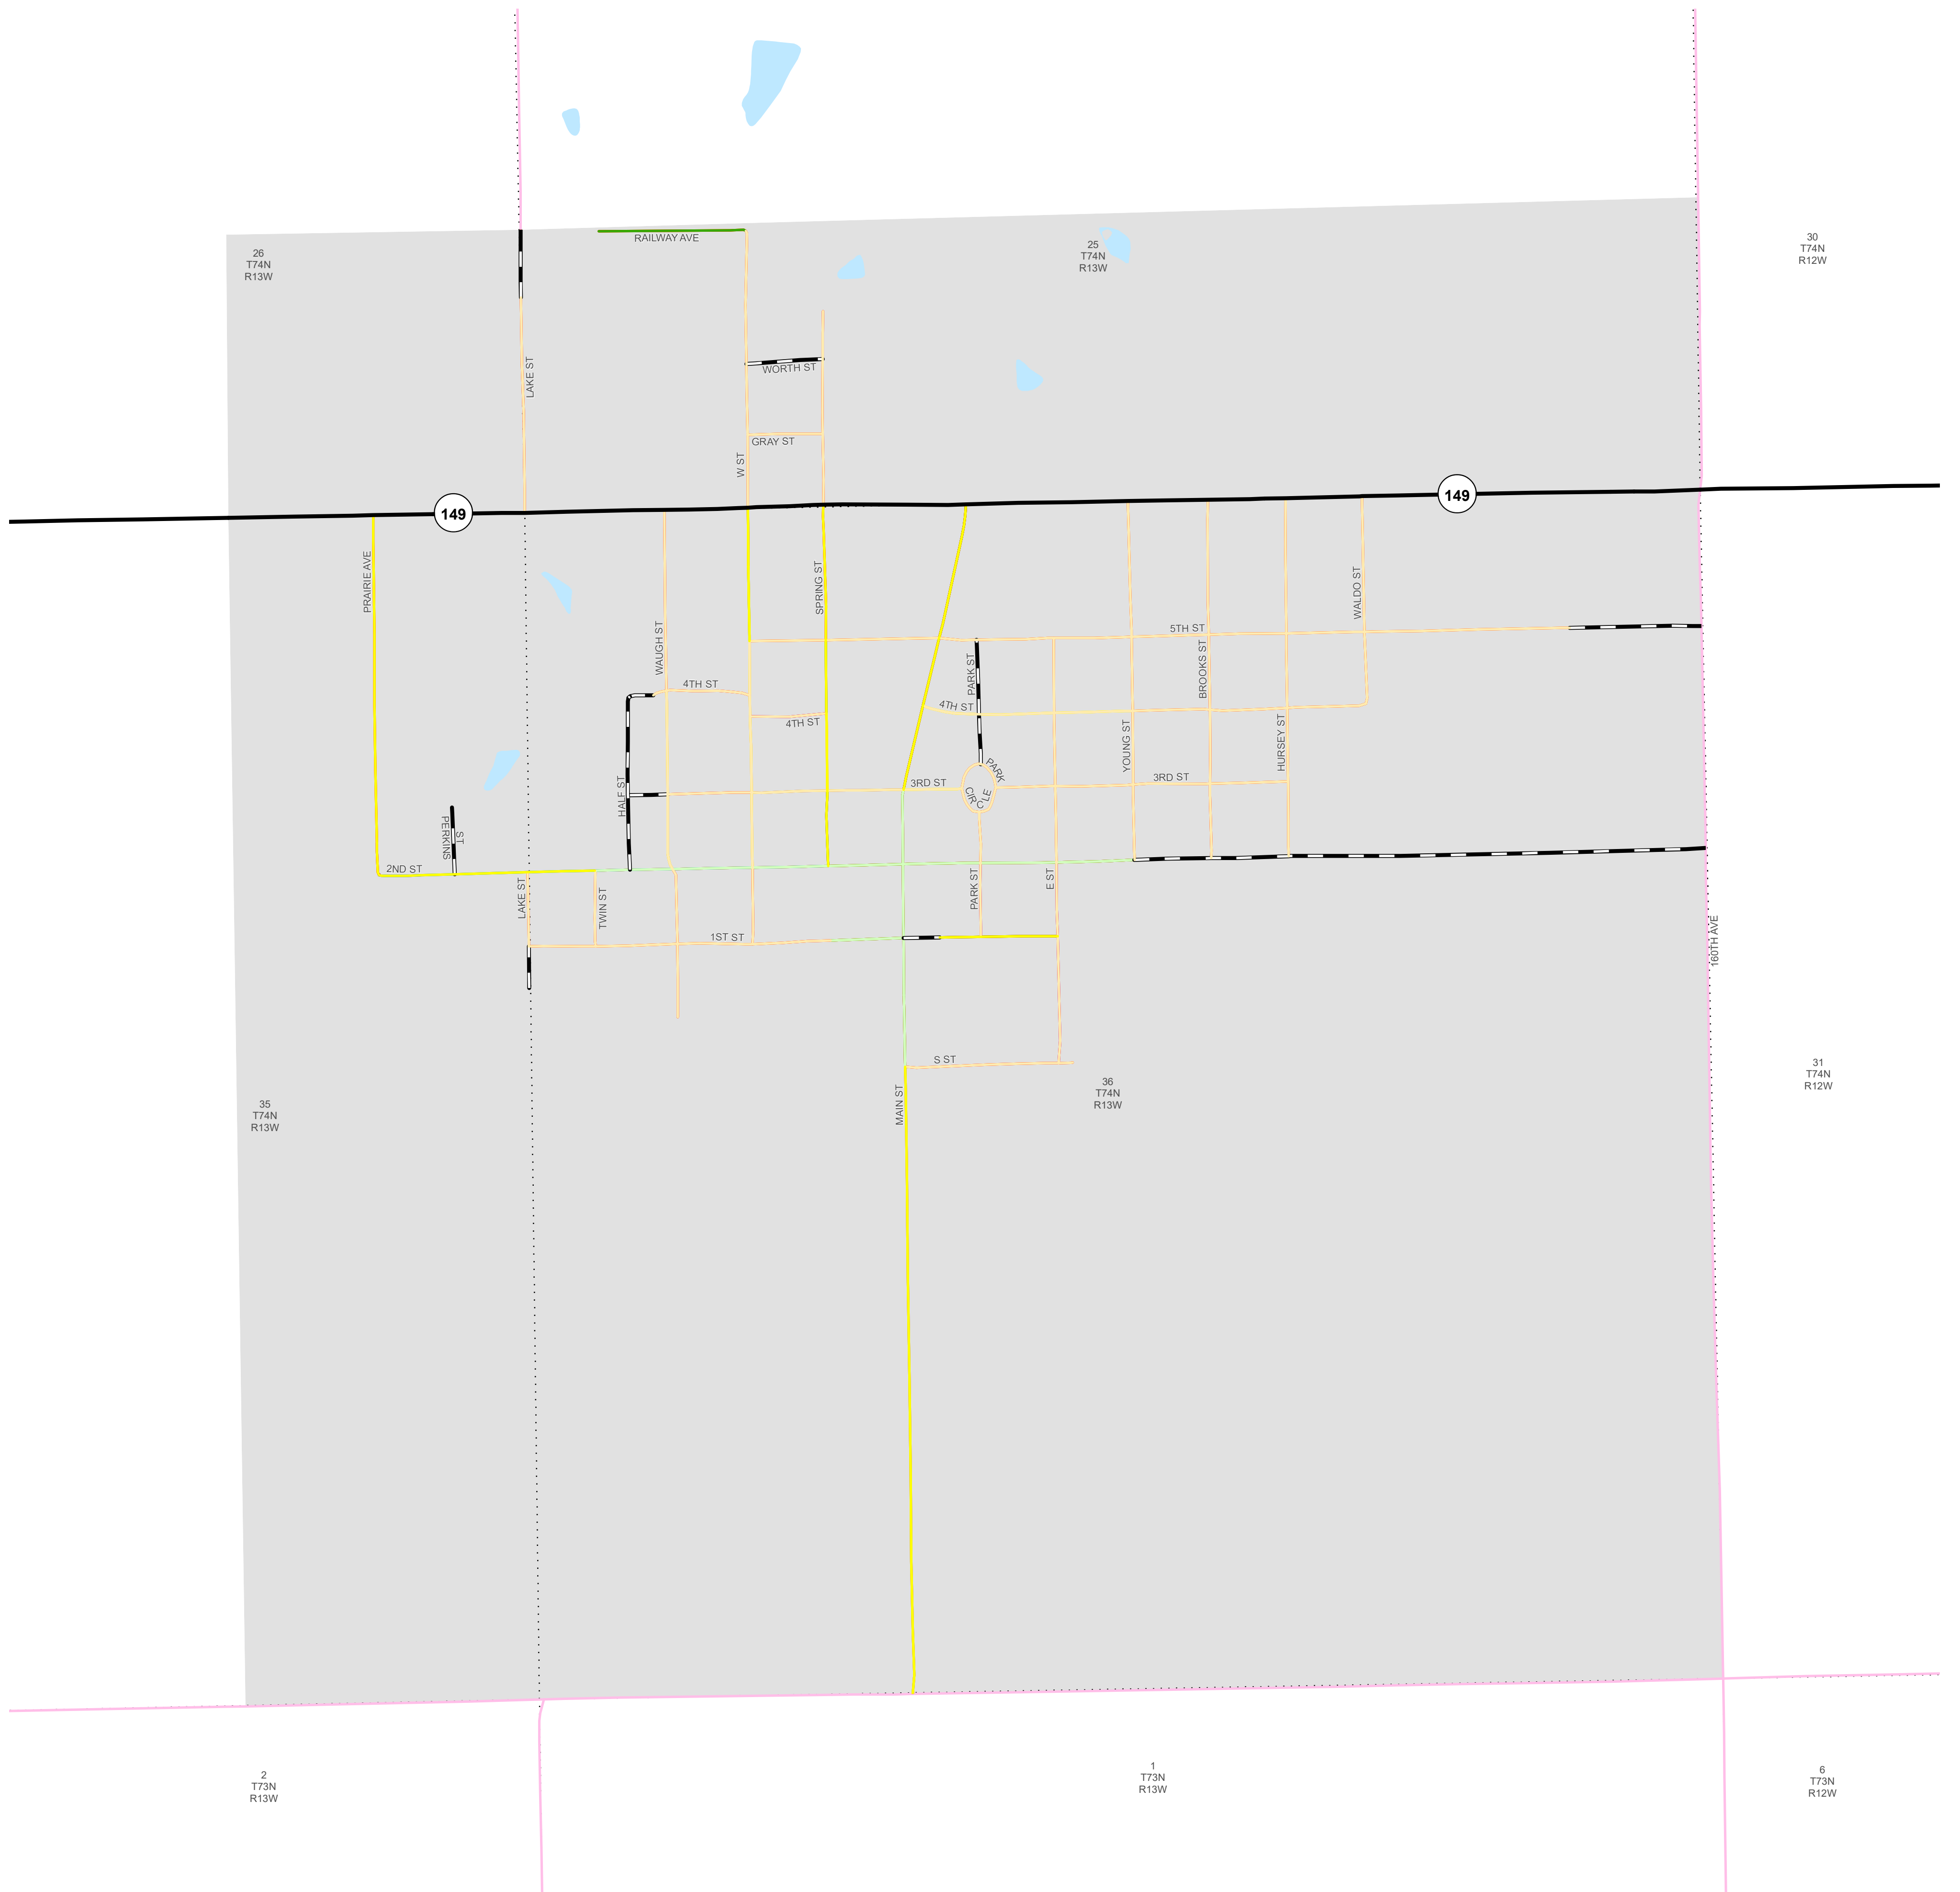 RAILWAY AVE
26
T74N
R13W
25
T74N
R13W
30
T74N
R12W
LAKE ST
WORTH ST
GRAY ST
W ST
149
149
PRAIRIE AVE
SPRING ST
WALDO ST
WAUGH ST
5TH ST
PARK ST
BROOKS ST
4TH ST
4TH ST
4TH ST
YOUNG ST
HURSEY ST
PARK
CIRCLE
3RD ST
3RD ST
HALF ST
PERKINS
ST
2ND ST
LAKE ST
TWIN ST
PARK ST
E ST
1ST ST
160TH AVE
S ST
MAIN ST
35
T74N
R13W
36
T74N
R13W
31
T74N
R12W
2
T73N
R13W
1
T73N
R13W
6
T73N
R12W